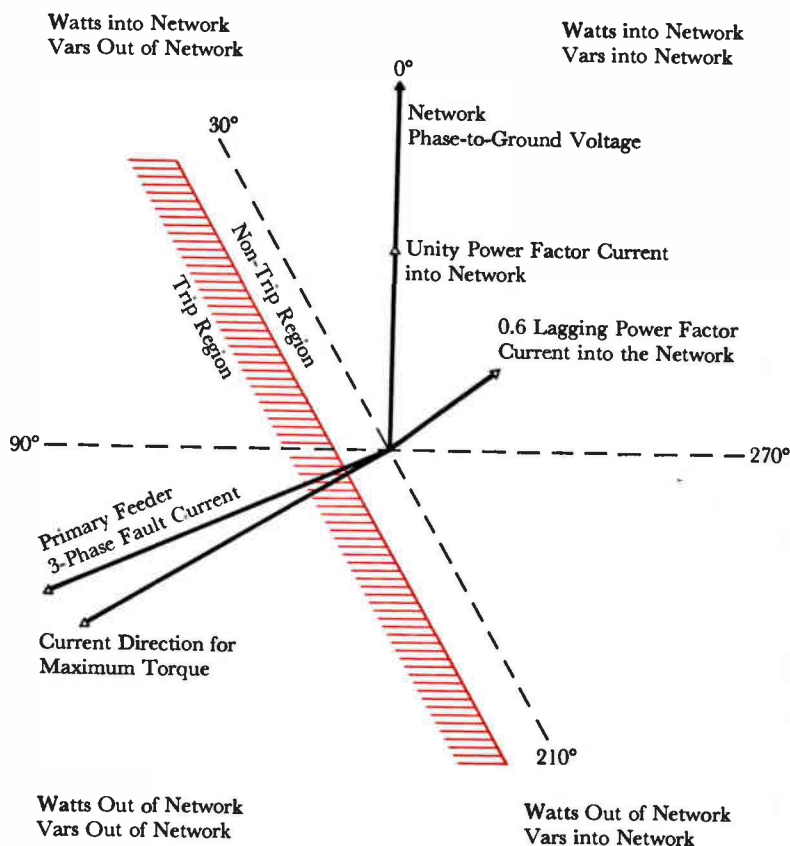 Watts into Network
Vars Out of Network
Watts into Network
Vars into Network
0°
Network
Phase-to-Ground Voltage
30°
Non-Trip Region
Trip Region
Unity Power Factor Current
into Network
0.6 Lagging Power Factor
Current into the Network
90°
270°
Primary Feeder
3-Phase Fault Current
Current Direction for
Maximum Torque
210°
Watts Out of Network
Vars Out of Network
Watts Out of Network
Vars into Network